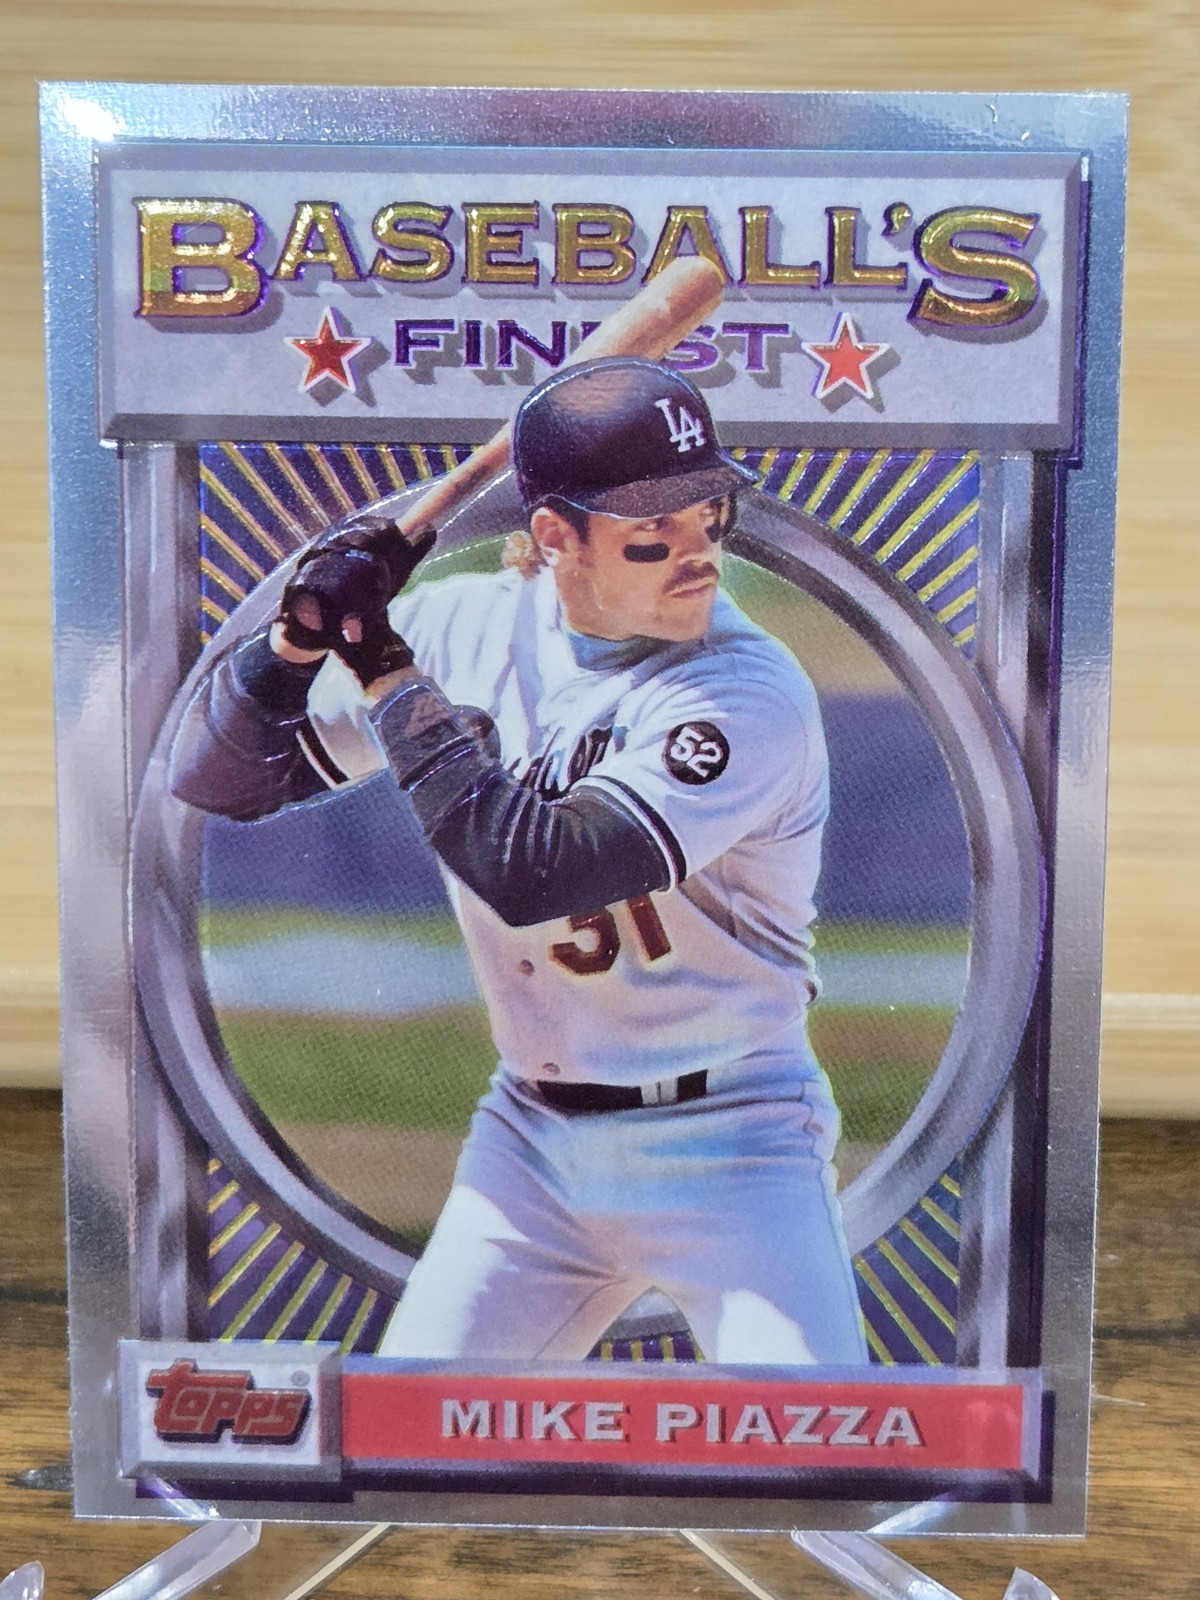 BASEBALL'S
FINEST
LA
52
31
topps®
MIKE PIAZZA